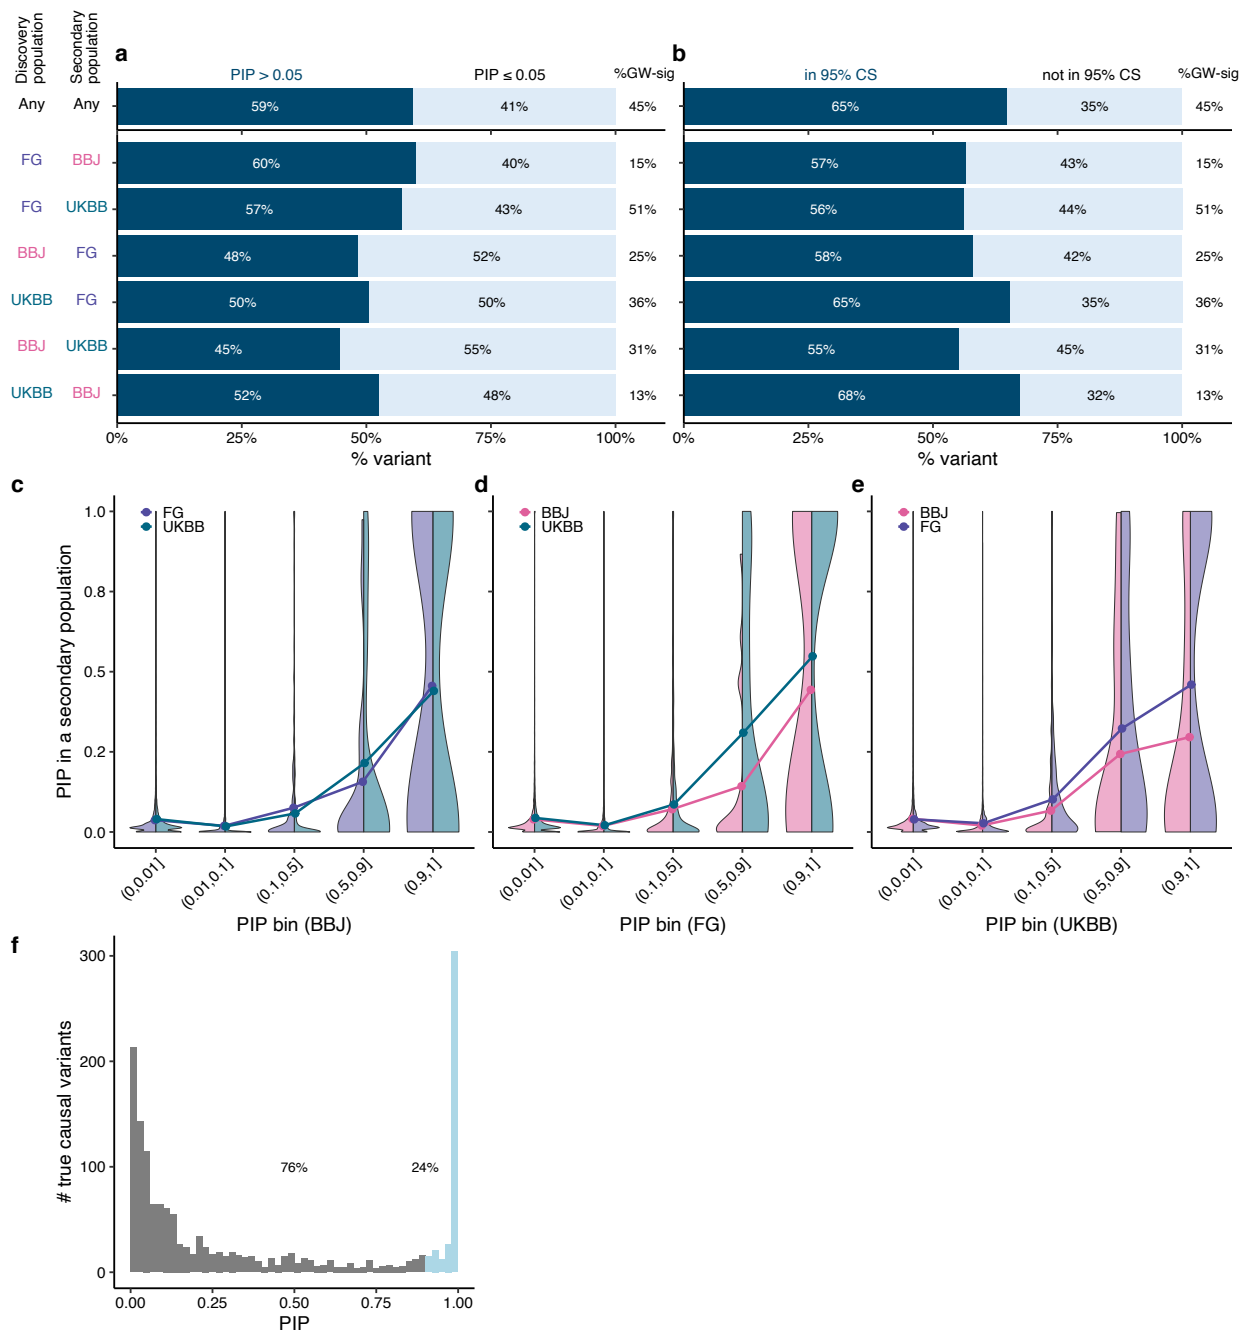 Discovery population
Secondary population
a
PIP > 0.05
PIP ≤ 0.05
%GW-sig
Any Any 59% 41% 45%
FG BBJ 60% 40% 15%
FG UKBB 57% 43% 51%
BBJ FG 48% 52% 25%
UKBB FG 50% 50% 36%
BBJ UKBB 45% 55% 31%
UKBB BBJ 52% 48% 13%
0% 25% 50% 75% 100%
% variant
b
in 95% CS
not in 95% CS
%GW-sig
65% 35% 45%
57% 43% 15%
56% 44% 51%
58% 42% 25%
65% 35% 36%
55% 45% 31%
68% 32% 13%
0% 25% 50% 75% 100%
% variant
c
FG
UKBB
PIP in a secondary population
1.0
0.8
0.5
0.2
0.0
(0,0.01] (0.01,0.1] (0.1,0.5] (0.5,0.9] (0.9,1]
PIP bin (BBJ)
d
BBJ
UKBB
(0,0.01] (0.01,0.1] (0.1,0.5] (0.5,0.9] (0.9,1]
PIP bin (FG)
e
BBJ
FG
(0,0.01] (0.01,0.1] (0.1,0.5] (0.5,0.9] (0.9,1]
PIP bin (UKBB)
f
# true causal variants
300
200
100
0
76%
24%
0.00 0.25 0.50 0.75 1.00
PIP